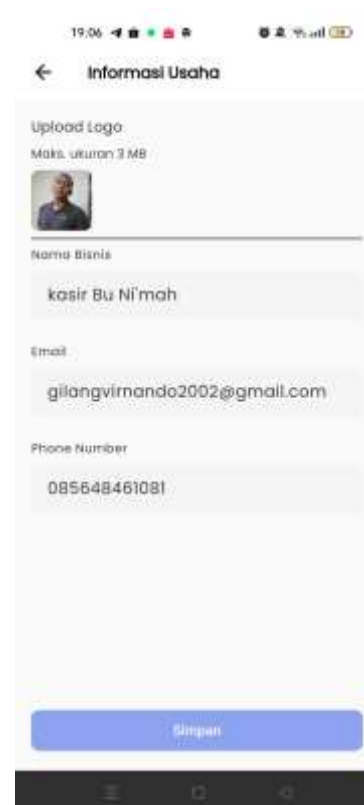 19.06
Informasi Usaha
Upload Logo
Maks. ukuran 3 MB
Nama Bisnis
kasir Bu Ni'mah
Email
gilangvirnando2002@gmail.com
Phone Number
085648461081
Simpan